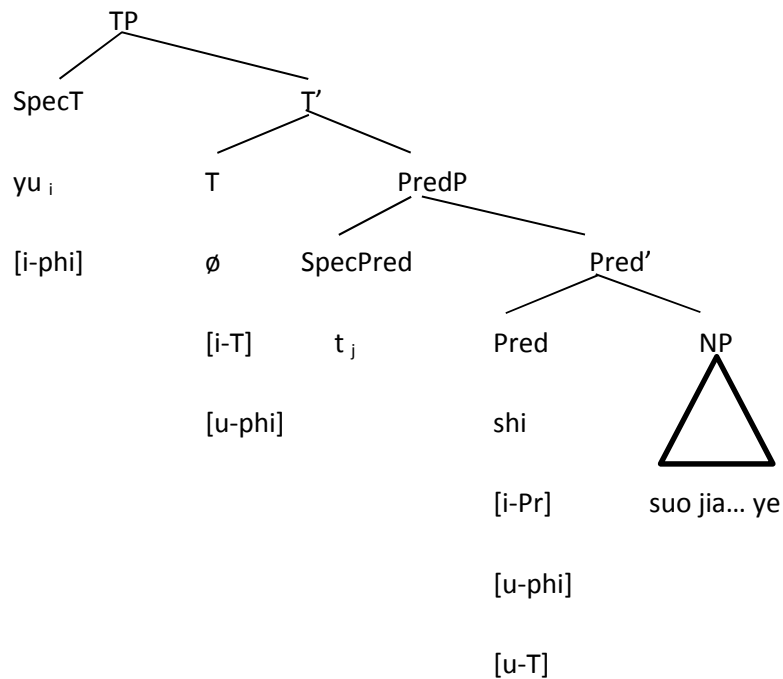 TP
SpecT T’
yu i T PredP
[i-phi] ø SpecPred Pred’
[i-T] t j Pred NP
[u-phi] shi
[i-Pr] suo jia... ye
[u-phi]
[u-T]